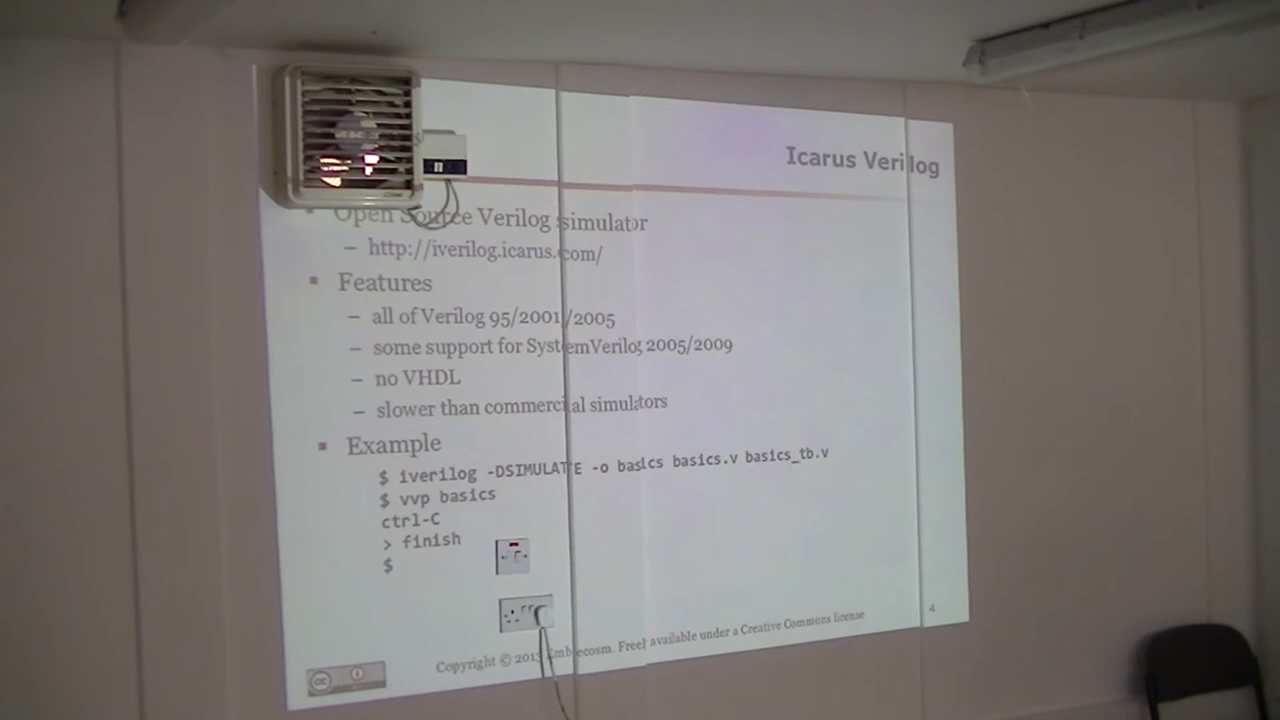 Icarus Verilog
Open Source Verilog simulator
– http://iverilog.icarus.com/
Features
– all of Verilog 95/2001/2005
– some support for SystemVerilog 2005/2009
– no VHDL
– slower than commercial simulators
Example
$ iverilog -DSIMULATE -o basics basics.v basics_tb.v
$ vvp basics
ctrl-C
> finish
$
4
Copyright © Embecosm. Freely available under a Creative Commons license
cc